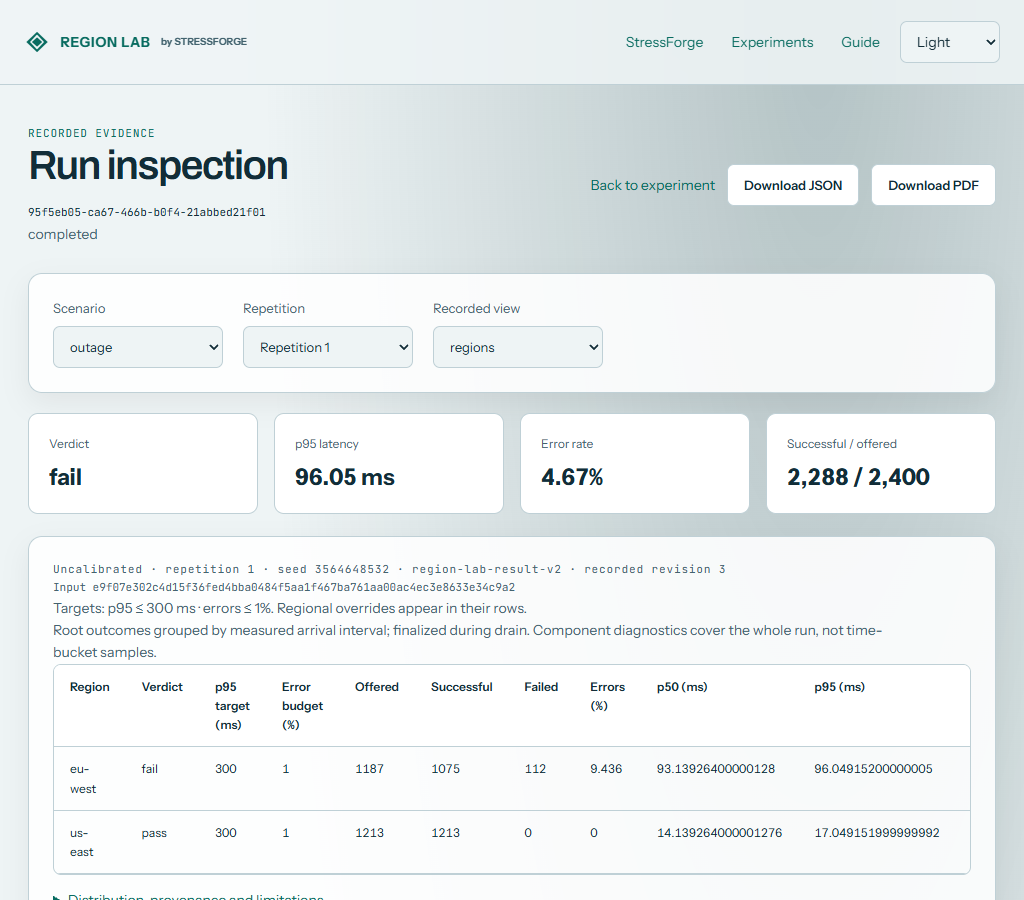 REGION LAB by STRESSFORGE
StressForge Experiments Guide Light
RECORDED EVIDENCE
Run inspection
Back to experiment Download JSON Download PDF
95f5eb05-ca67-466b-b0f4-21abbed21f01
completed
Scenario Repetition Recorded view
outage Repetition 1 regions
Verdict p95 latency Error rate Successful / offered
fail 96.05 ms 4.67% 2,288 / 2,400
Uncalibrated · repetition 1 · seed 3564648532 · region-lab-result-v2 · recorded revision 3
Input e9f07e302c4d15f36fed4bba0484f5aa1f467ba761aa00ac4ec3e8633e34c9a2
Targets: p95 ≤ 300 ms · errors ≤ 1%. Regional overrides appear in their rows.
Root outcomes grouped by measured arrival interval; finalized during drain. Component diagnostics cover the whole run, not time-
bucket samples.
Region Verdict p95 target (ms) Error budget (%) Offered Successful Failed Errors (%) p50 (ms) p95 (ms)
eu-west fail 300 1 1187 1075 112 9.436 93.13926400000128 96.04915200000005
us-east pass 300 1 1213 1213 0 0 14.139264000001276 17.049151999999992
Distribution, provenance and limitations